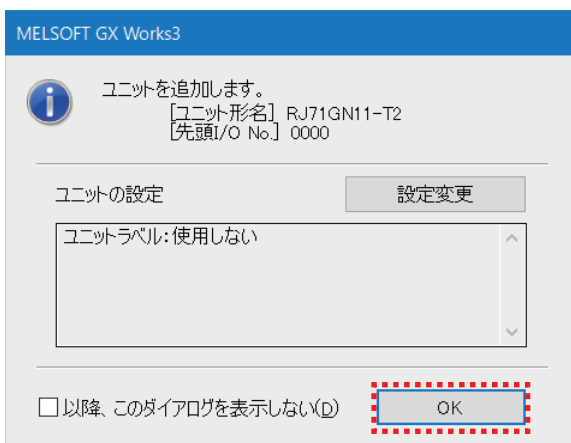 MELSOFT GX Works3
ユニットを追加します。
[ユニット形名] RJ71GN11-T2
[先頭I/O No.] 0000
ユニットの設定
設定変更
ユニットラベル:使用しない
以降、このダイアログを表示しない(D)
OK